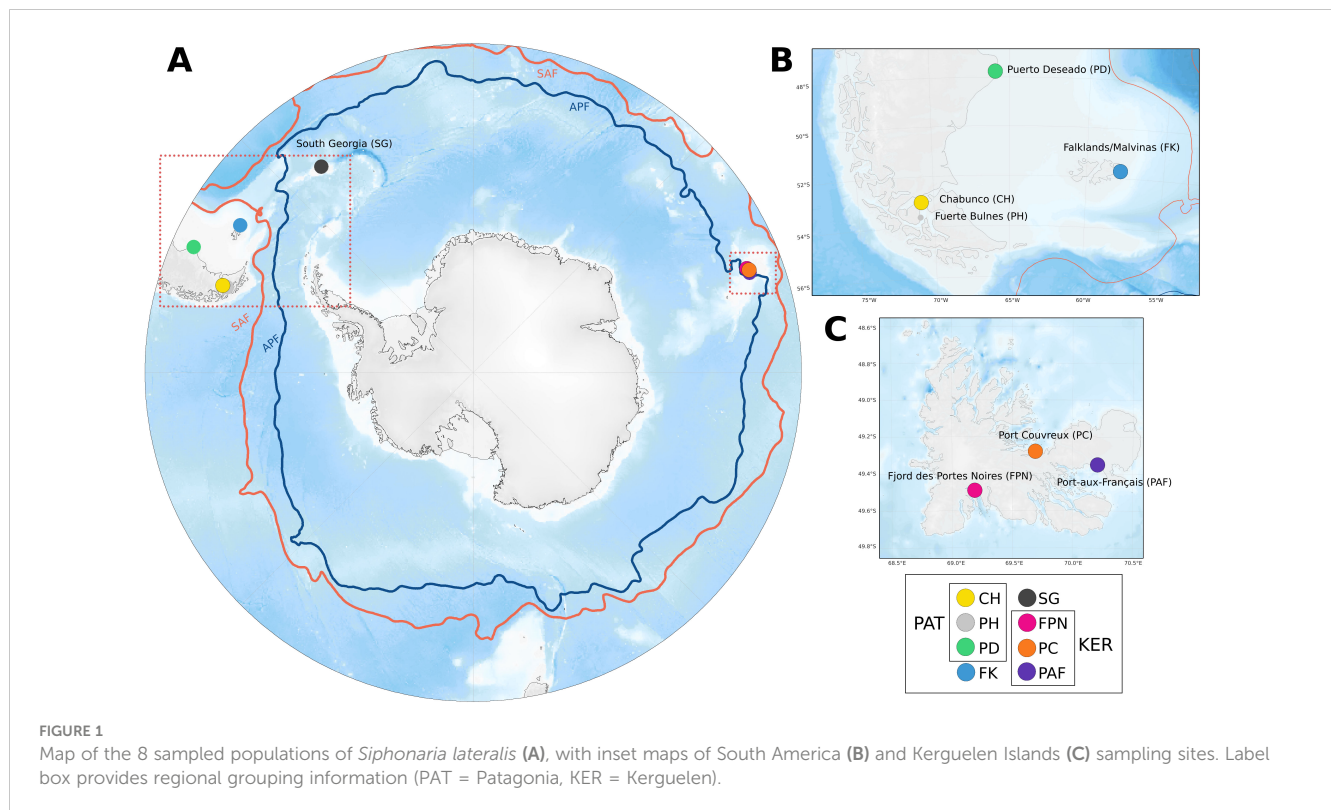 A
SAF
APF
South Georgia (SG)
SAF
APF
B
Puerto Deseado (PD)
Falklands/Malvinas (FK)
Chabunco (CH)
Fuerte Bulnes (PH)
48°S
50°S
52°S
54°S
56°S
75°W 70°W 65°W 60°W 55°W
C
48.6°S
48.8°S
49.0°S
49.2°S
49.4°S
49.6°S
49.8°S
Port Couvreux (PC)
Fjord des Portes Noires (FPN)
Port-aux-Français (PAF)
68.5°E 69.0°E 69.5°E 70.0°E 70.5°E
CH SG
PAT PH FPN
PD PC KER
FK PAF
FIGURE 1
Map of the 8 sampled populations of Siphonaria lateralis (A), with inset maps of South America (B) and Kerguelen Islands (C) sampling sites. Label
box provides regional grouping information (PAT = Patagonia, KER = Kerguelen).